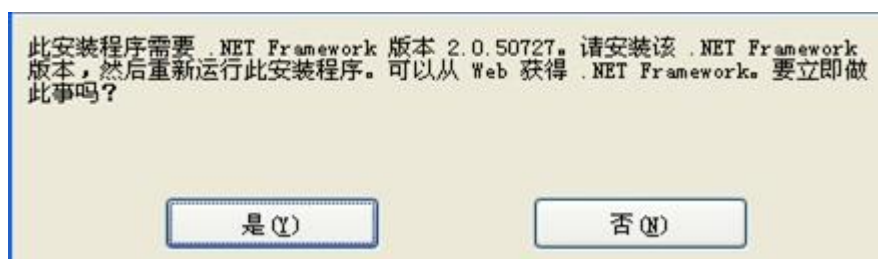 此安装程序需要 .NET Framework 版本 2.0.50727。请安装该 .NET Framework
版本，然后重新运行此安装程序。可以从 Web 获得 .NET Framework。要立即做
此事吗？
是(Y) 否(N)